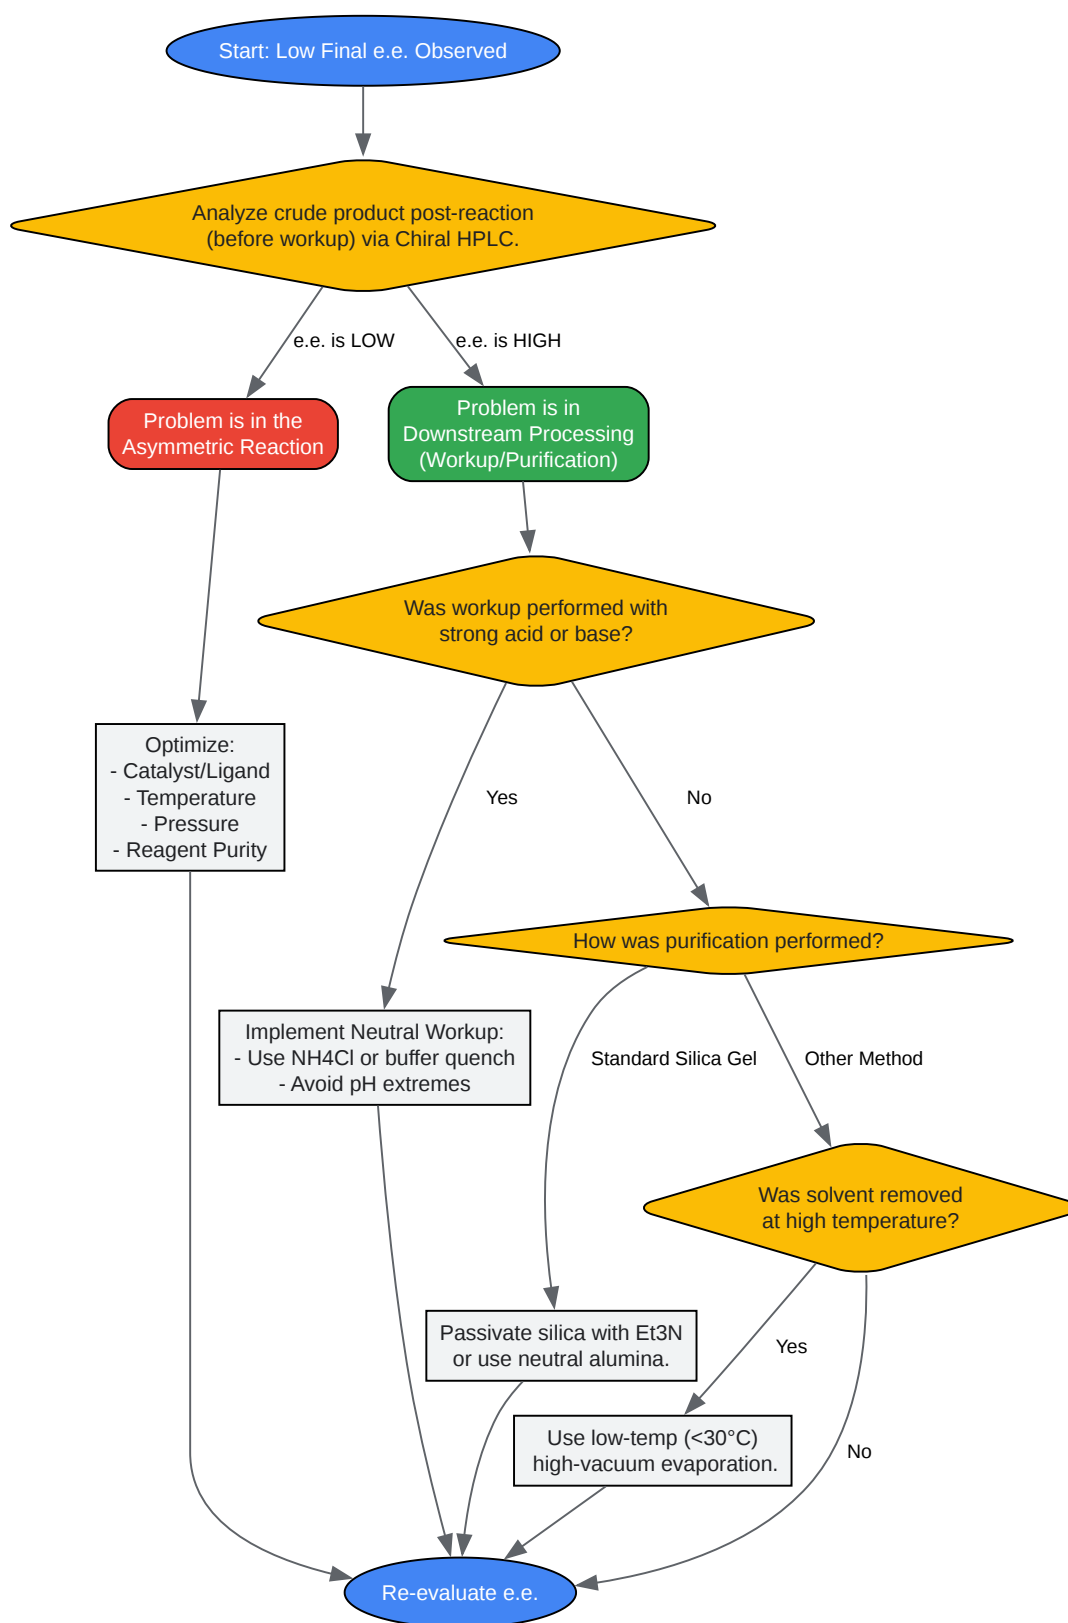 Start: Low Final e.e. Observed
Analyze crude product post-reaction
(before workup) via Chiral HPLC.
e.e. is LOW
e.e. is HIGH
Problem is in the
Asymmetric Reaction
Problem is in
Downstream Processing
(Workup/Purification)
Was workup performed with
strong acid or base?
Optimize:
- Catalyst/Ligand
- Temperature
- Pressure
- Reagent Purity
Yes
No
How was purification performed?
Implement Neutral Workup:
- Use NH4Cl or buffer quench
- Avoid pH extremes
Standard Silica Gel
Other Method
Was solvent removed
at high temperature?
Passivate silica with Et3N
or use neutral alumina.
Yes
Use low-temp (<30°C)
high-vacuum evaporation.
No
Re-evaluate e.e.